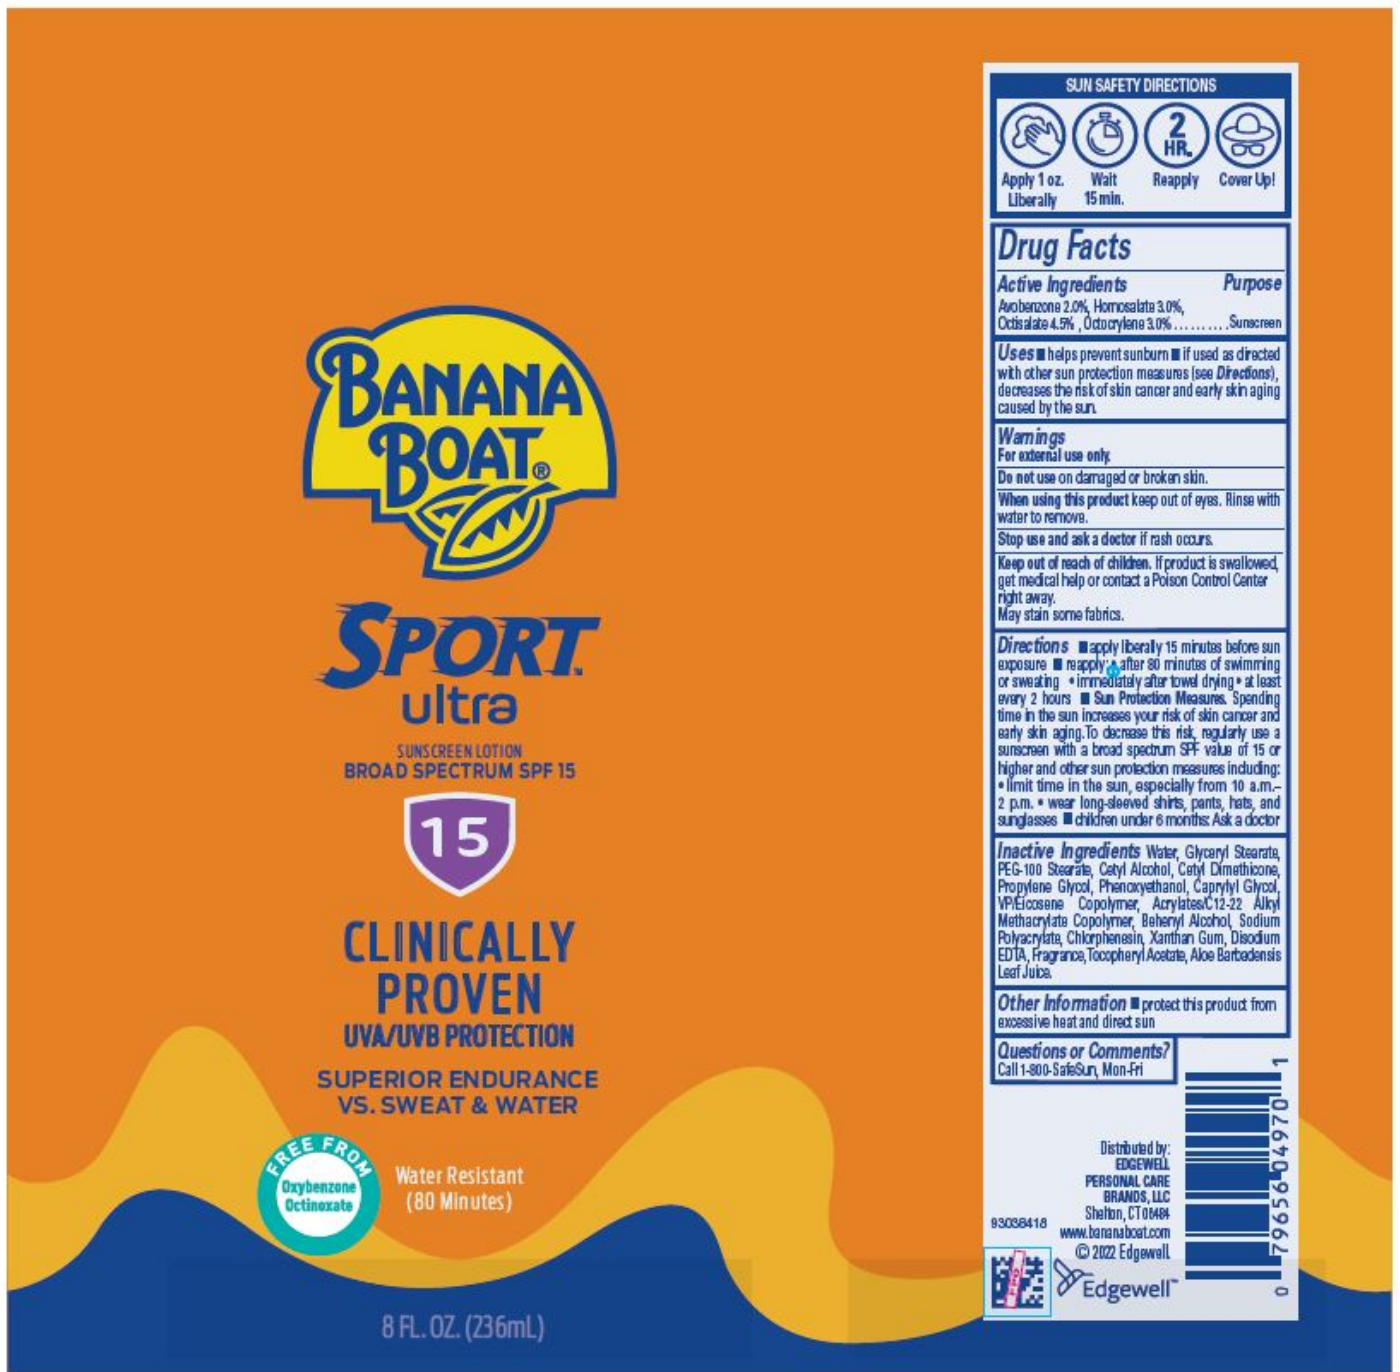 BANANA
BOAT®
SPORT™
ultra
SUNSCREEN LOTION
BROAD SPECTRUM SPF 15
15
CLINICALLY
PROVEN
UVA/UVB PROTECTION
SUPERIOR ENDURANCE
VS. SWEAT & WATER
FREE FROM
Oxybenzone
Octinoxate
Water Resistant
(80 Minutes)
8 FL. OZ. (236mL)
SUN SAFETY DIRECTIONS
2
HR.
Apply 1 oz.
Liberally
Wait
15 min.
Reapply
Cover Up!
Drug Facts
Active Ingredients Purpose
Avobenzone 2.0%, Homosalate 3.0%,
Octisalate 4.5% , Octocrylene 3.0% . . . . . . . . . . Sunscreen
Uses ■ helps prevent sunburn ■ if used as directed
with other sun protection measures (see Directions),
decreases the risk of skin cancer and early skin aging
caused by the sun.
Warnings
For external use only.
Do not use on damaged or broken skin.
When using this product keep out of eyes. Rinse with
water to remove.
Stop use and ask a doctor if rash occurs.
Keep out of reach of children. If product is swallowed,
get medical help or contact a Poison Control Center
right away.
May stain some fabrics.
Directions ■ apply liberally 15 minutes before sun
exposure ■ reapply: • after 80 minutes of swimming
or sweating • immediately after towel drying • at least
every 2 hours ■ Sun Protection Measures. Spending
time in the sun increases your risk of skin cancer and
early skin aging.To decrease this risk, regularly use a
sunscreen with a broad spectrum SPF value of 15 or
higher and other sun protection measures including:
• limit time in the sun, especially from 10 a.m.–
2 p.m. • wear long-sleeved shirts, pants, hats, and
sunglasses ■ children under 6 months: Ask a doctor
Inactive Ingredients Water, Glyceryl Stearate,
PEG-100 Stearate, Cetyl Alcohol, Cetyl Dimethicone,
Propylene Glycol, Phenoxyethanol, Caprylyl Glycol,
VP/Eicosene Copolymer, Acrylates/C12-22 Alkyl
Methacrylate Copolymer, Behenyl Alcohol, Sodium
Polyacrylate, Chlorphenesin, Xanthan Gum, Disodium
EDTA, Fragrance, Tocopheryl Acetate, Aloe Barbadensis
Leaf Juice.
Other Information ■ protect this product from
excessive heat and direct sun
Questions or Comments?
Call 1-800-SafeSun, Mon-Fri
Distributed by:
EDGEWELL
PERSONAL CARE
BRANDS, LLC
Shelton, CT 06484
www.bananaboat.com
© 2022 Edgewell
93038418
FPO
Edgewell™
0 79656 04970 1